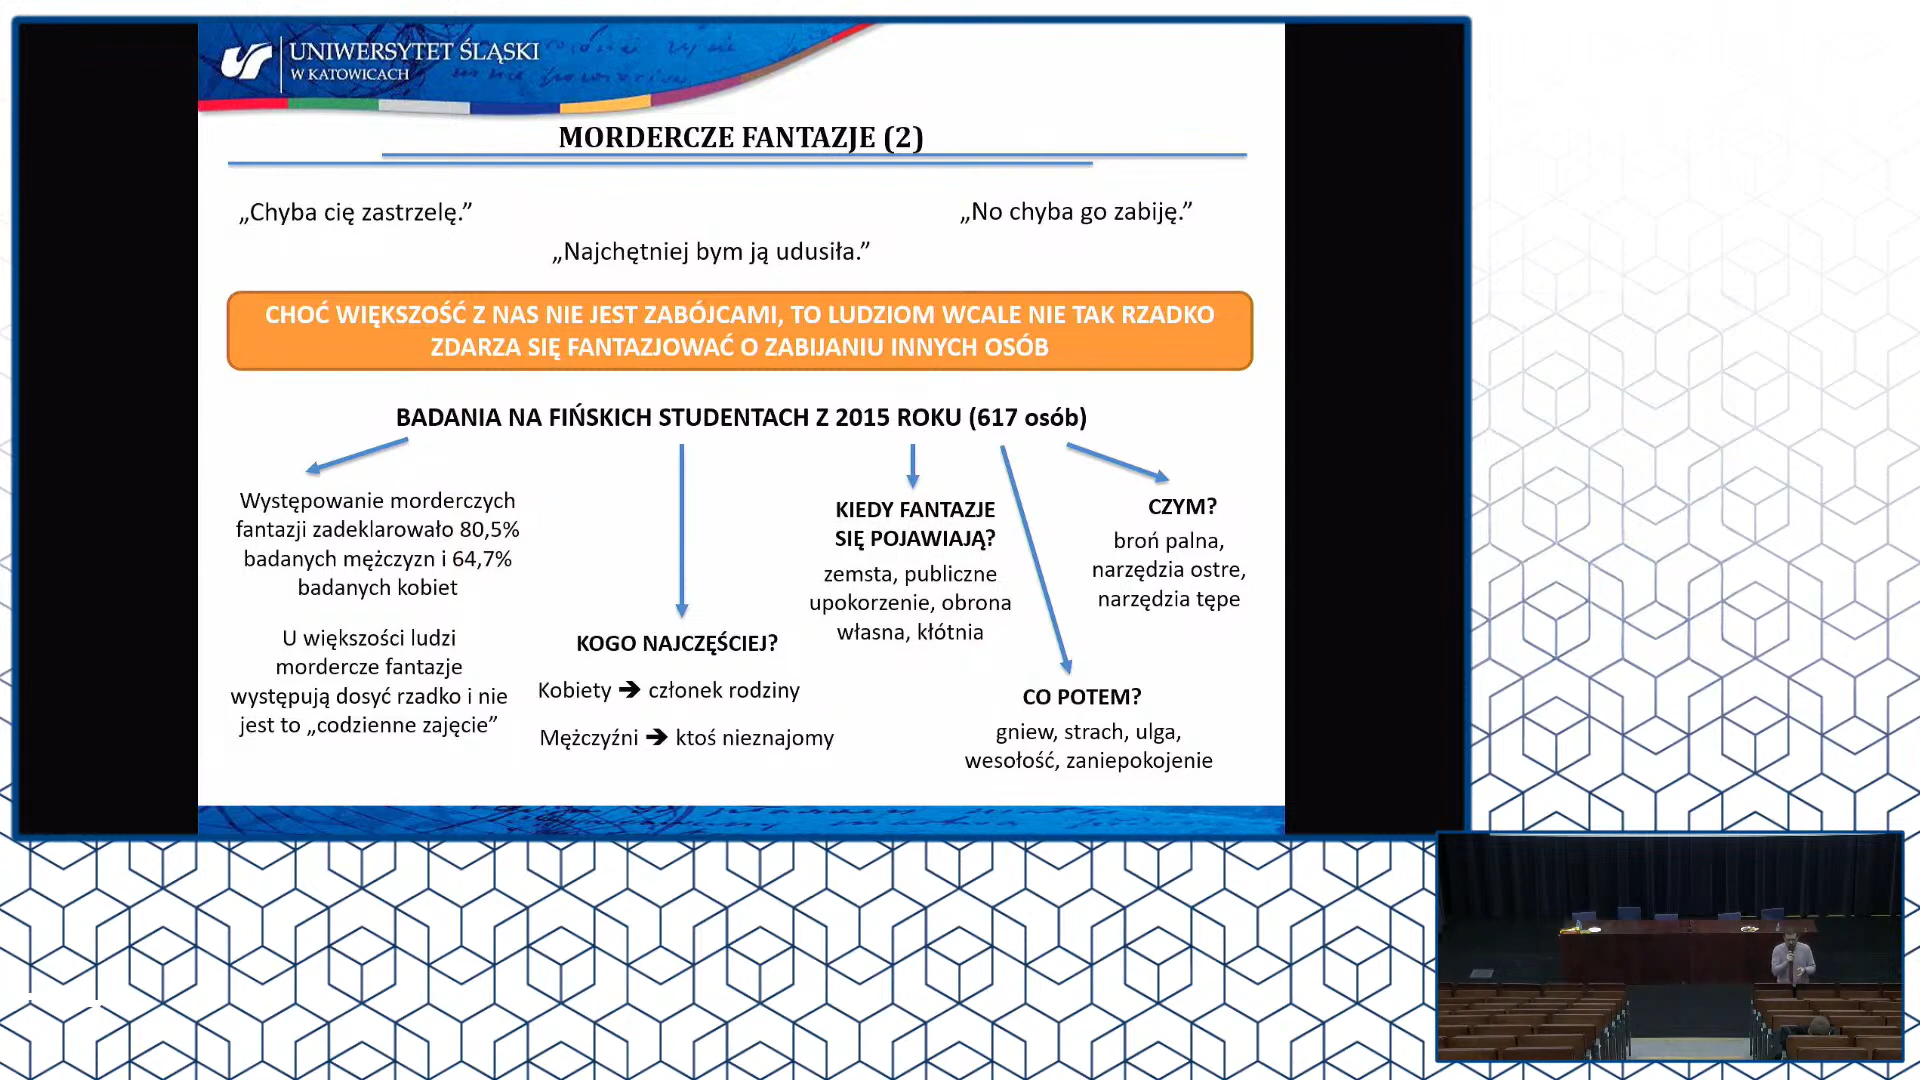 UNIWERSYTET ŚLĄSKI
W KATOWICACH
MORDERCZE FANTAZJE (2)
„Chyba cię zastrzelę.”
„No chyba go zabiję.”
„Najchętniej bym ją udusiła.”
CHOĆ WIĘKSZOŚĆ Z NAS NIE JEST ZABÓJCAMI, TO LUDZIOM WCALE NIE TAK RZADKO
ZDARZA SIĘ FANTAZJOWAĆ O ZABIJANIU INNYCH OSÓB
BADANIA NA FIŃSKICH STUDENTACH Z 2015 ROKU (617 osób)
Występowanie morderczych
fantazji zadeklarowało 80,5%
badanych mężczyzn i 64,7%
badanych kobiet
U większości ludzi
mordercze fantazje
występują dosyć rzadko i nie
jest to „codzienne zajęcie”
KOGO NAJCZĘŚCIEJ?
Kobiety ➔ członek rodziny
Mężczyźni ➔ ktoś nieznajomy
KIEDY FANTAZJE
SIĘ POJAWIAJĄ?
zemsta, publiczne
upokorzenie, obrona
własna, kłótnia
CO POTEM?
gniew, strach, ulga,
wesołość, zaniepokojenie
CZYM?
broń palna,
narzędzia ostre,
narzędzia tępe